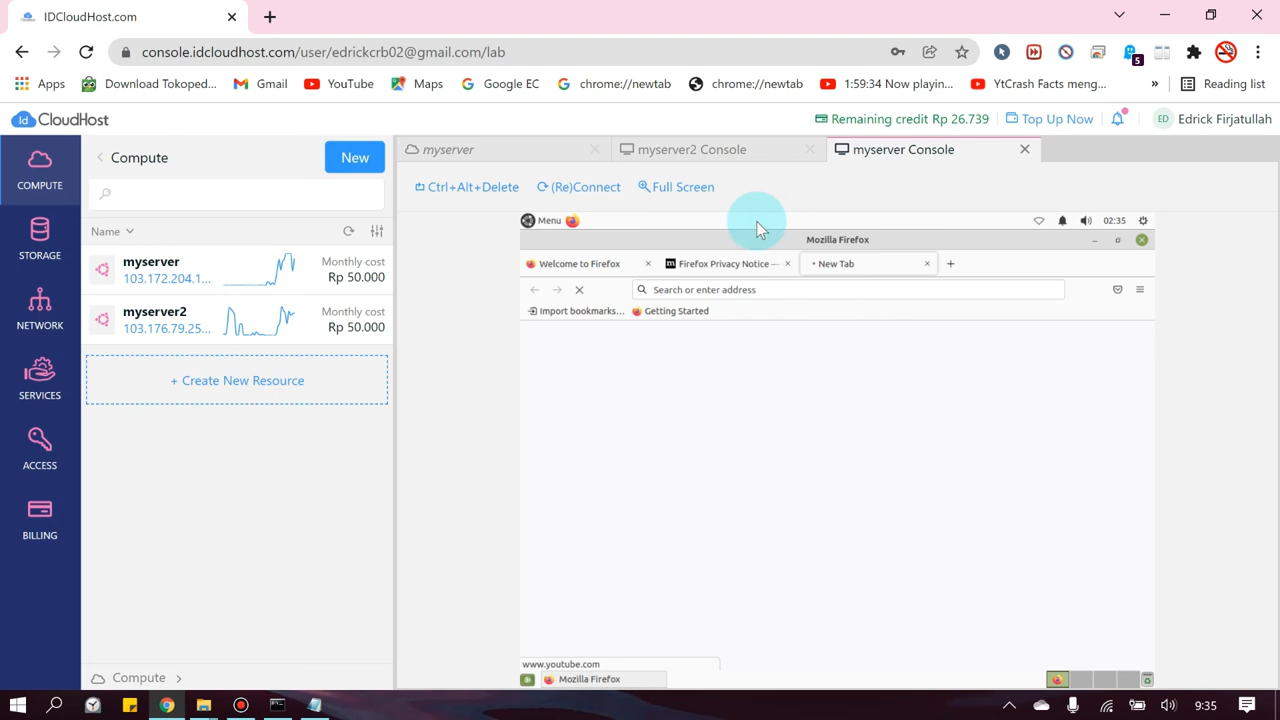 IDCloudHost.com
console.idcloudhost.com/user/edrickcrb02@gmail.com/lab
5
Apps
Download Tokoped...
Gmail
YouTube
Maps
Google EC
chrome://newtab
chrome://newtab
1:59:34 Now playin...
YtCrash Facts meng...
»
Reading list
Id CloudHost
Remaining credit Rp 26.739
Top Up Now
ED
Edrick Firjatullah
COMPUTE
STORAGE
NETWORK
SERVICES
ACCESS
BILLING
Compute
New
Name
myserver
103.172.204.1...
Monthly cost
Rp 50.000
myserver2
103.176.79.25...
Monthly cost
Rp 50.000
+ Create New Resource
Compute
myserver
myserver2 Console
myserver Console
Ctrl+Alt+Delete
(Re)Connect
Full Screen
Menu
02:35
Mozilla Firefox
Welcome to Firefox
Firefox Privacy Notice —
New Tab
Search or enter address
Import bookmarks...
Getting Started
www.youtube.com
Mozilla Firefox
9:35